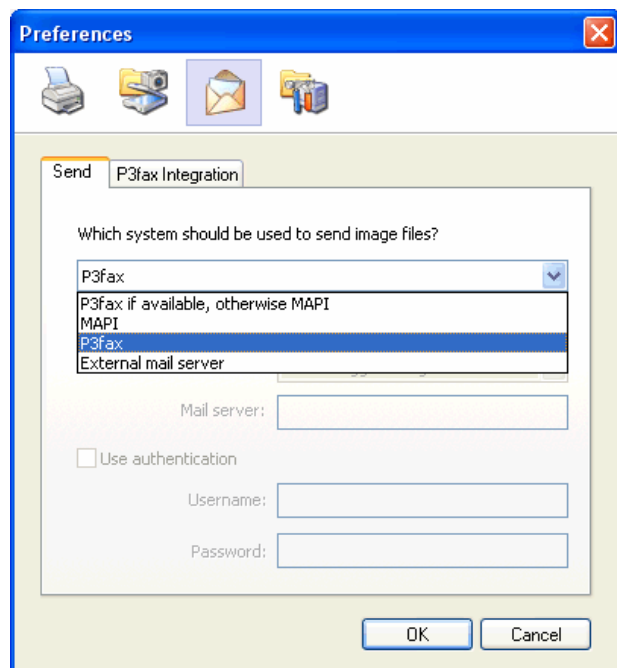 Preferences
Send
P3fax Integration
Which system should be used to send image files?
P3fax
P3fax if available, otherwise MAPI
MAPI
P3fax
External mail server
Mail server:
Use authentication
Username:
Password:
OK
Cancel